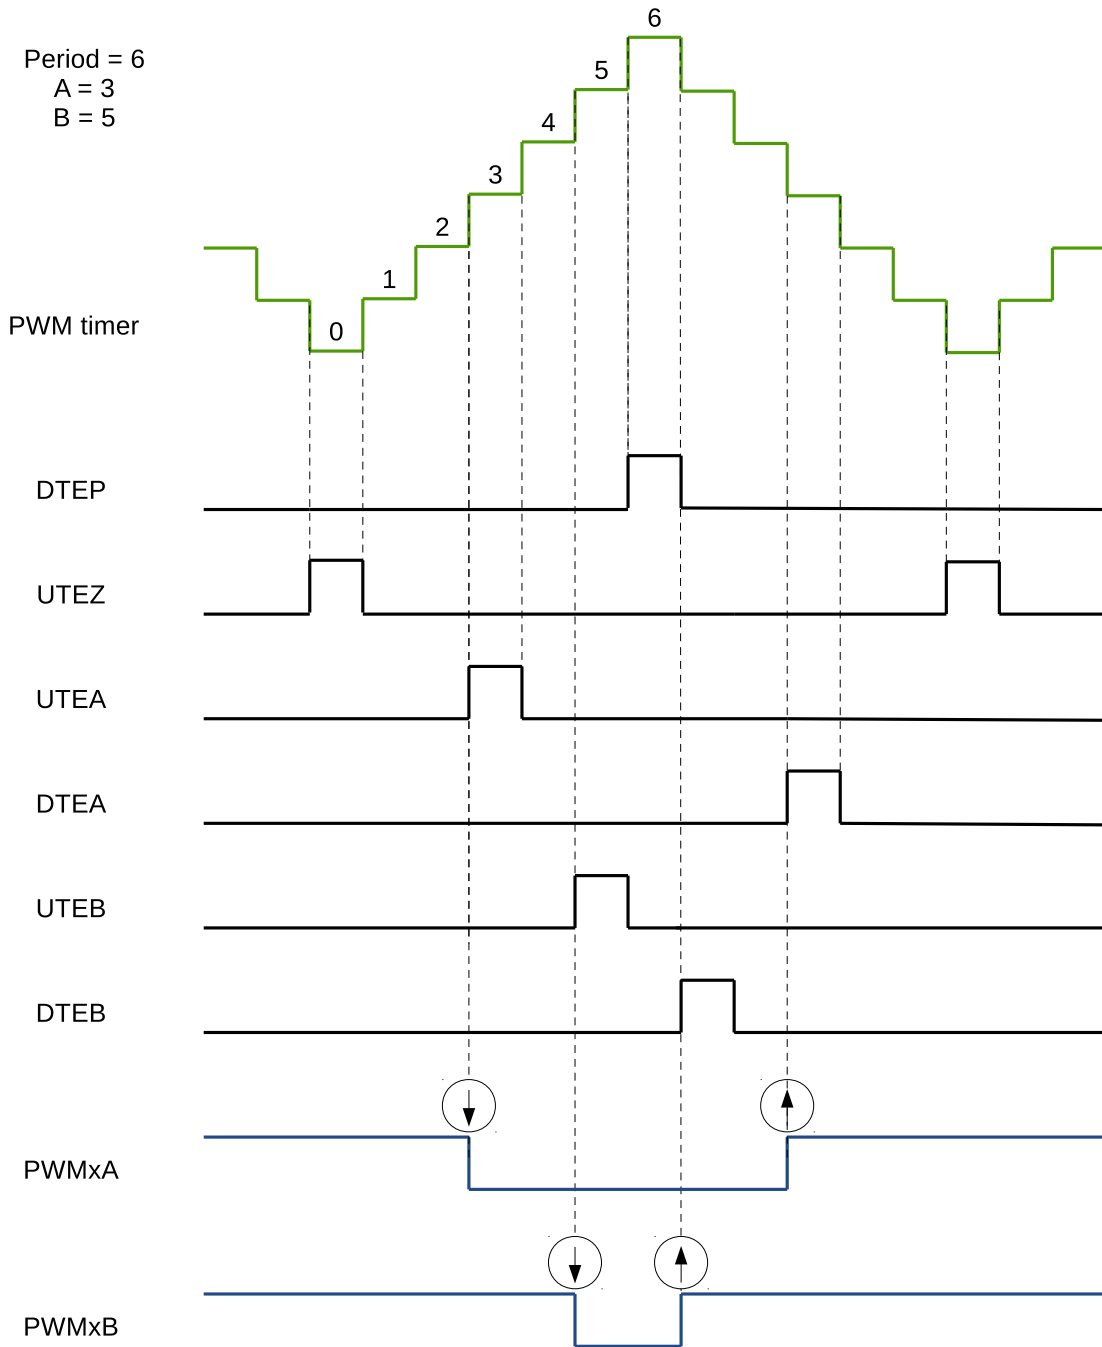 6
Period = 6
A = 3
B = 5
5
4
3
2
1
0
PWM timer
DTEP
UTEZ
UTEA
DTEA
UTEB
DTEB
PWMxA
PWMxB